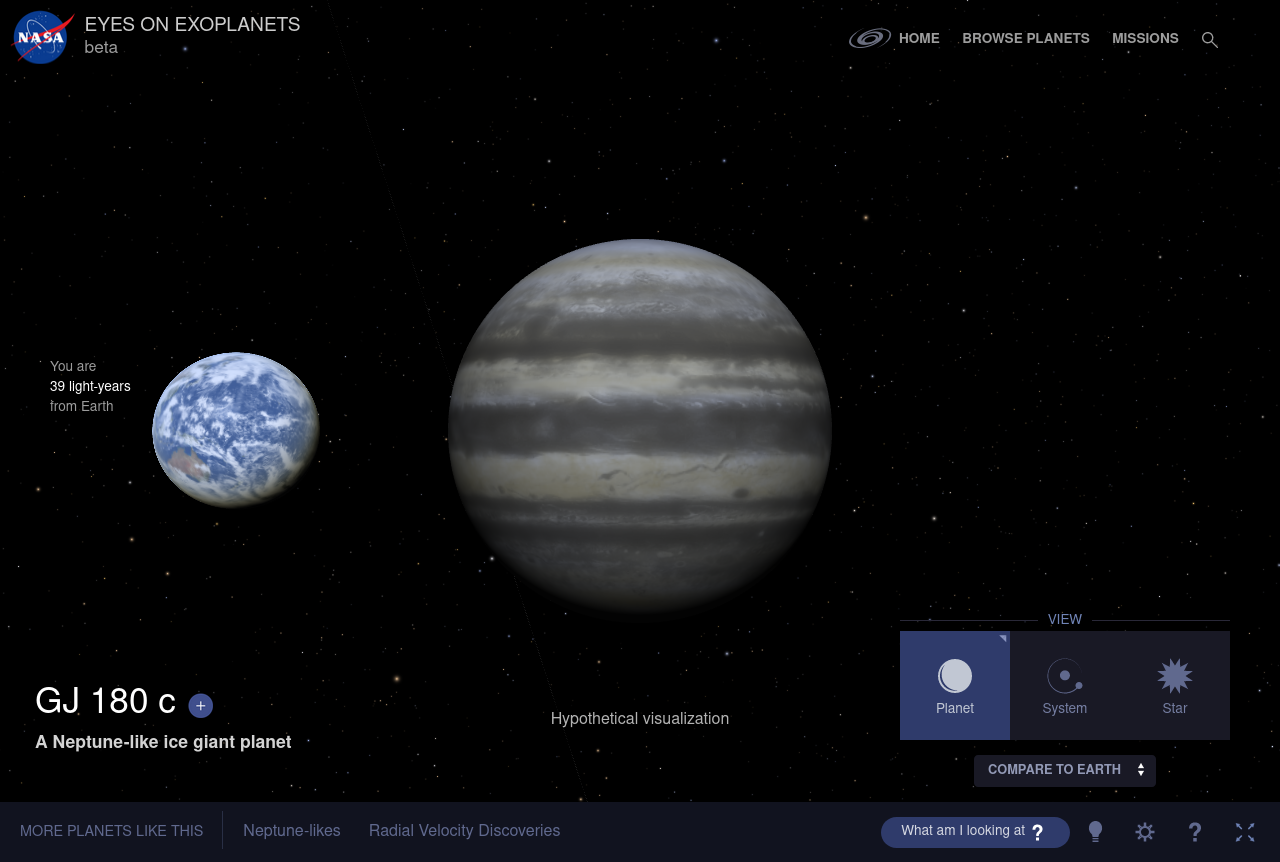 NASA
EYES ON EXOPLANETS
beta
HOME
BROWSE PLANETS
MISSIONS
You are
39 light-years
from Earth
VIEW
Planet
System
Star
GJ 180 c +
A Neptune-like ice giant planet
Hypothetical visualization
COMPARE TO EARTH
MORE PLANETS LIKE THIS
Neptune-likes
Radial Velocity Discoveries
What am I looking at ?
?